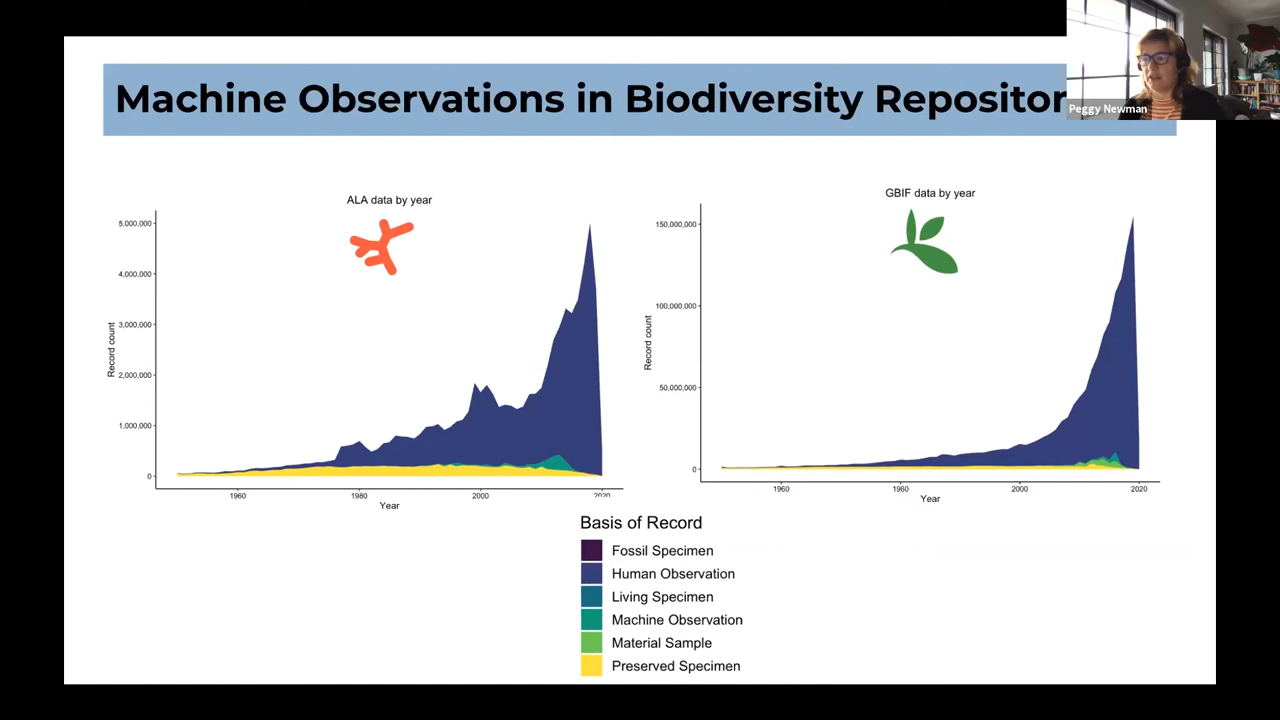 Machine Observations in Biodiversity Repositor
Peggy Newman
ALA data by year
5,000,000
4,000,000
3,000,000
2,000,000
1,000,000
0
Record count
1960
1980
2000
2020
Year
GBIF data by year
150,000,000
100,000,000
50,000,000
0
Record count
1960
1980
2000
2020
Year
Basis of Record
Fossil Specimen
Human Observation
Living Specimen
Machine Observation
Material Sample
Preserved Specimen